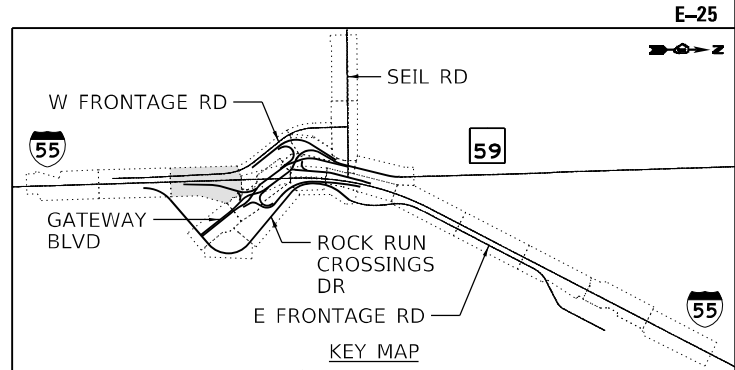 E–25
Z
SEIL RD
W FRONTAGE RD
55
59
GATEWAY
BLVD
ROCK RUN
CROSSINGS
DR
E FRONTAGE RD
55
KEY MAP